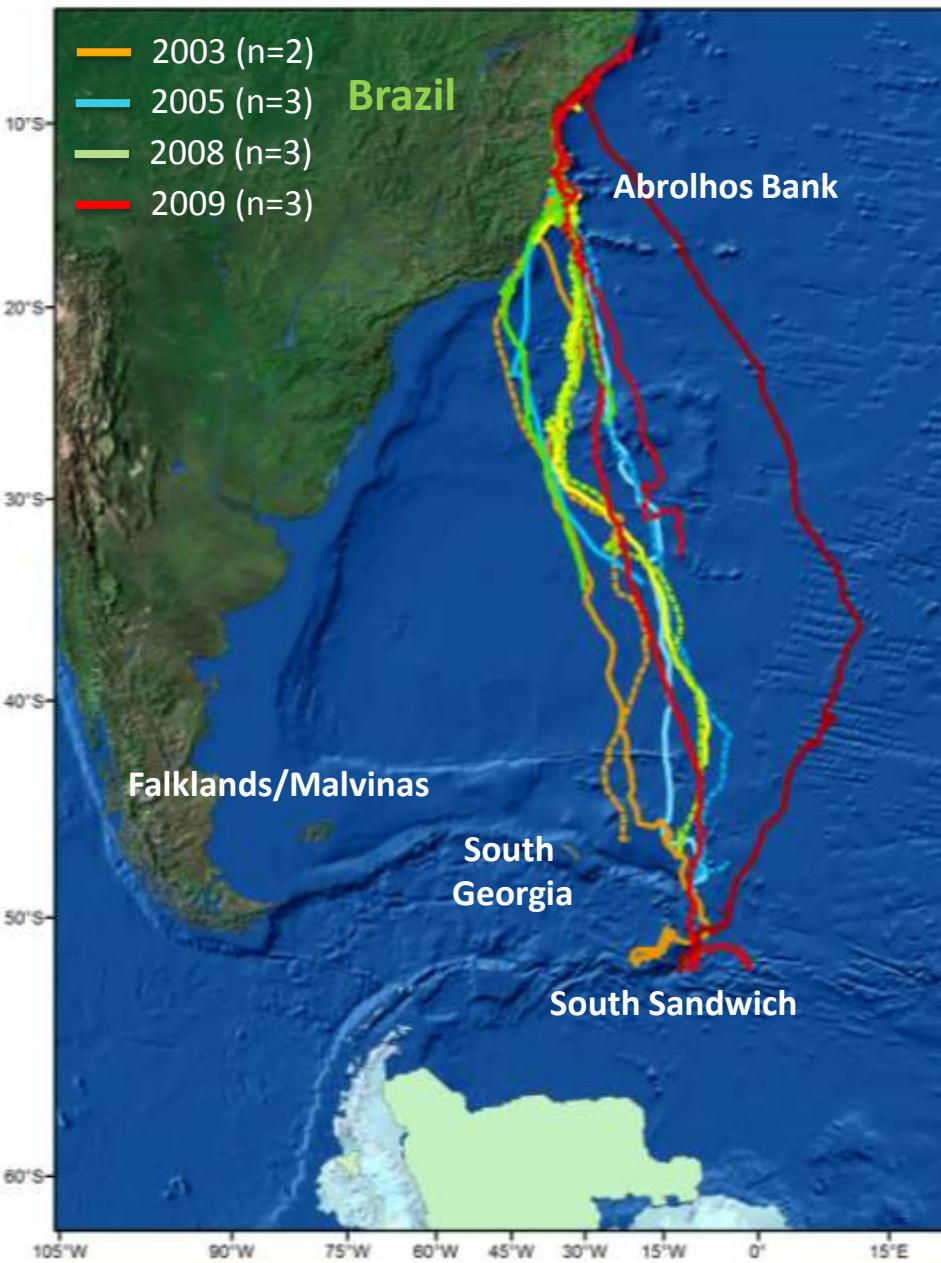 2003 (n=2)
2005 (n=3)
2008 (n=3)
2009 (n=3)
Brazil
Abrolhos Bank
Falklands/Malvinas
South
Georgia
South Sandwich
10°S
20°S
30°S
40°S
50°S
60°S
105°W
90°W
75°W
60°W
45°W
30°W
15°W
0°
15°E